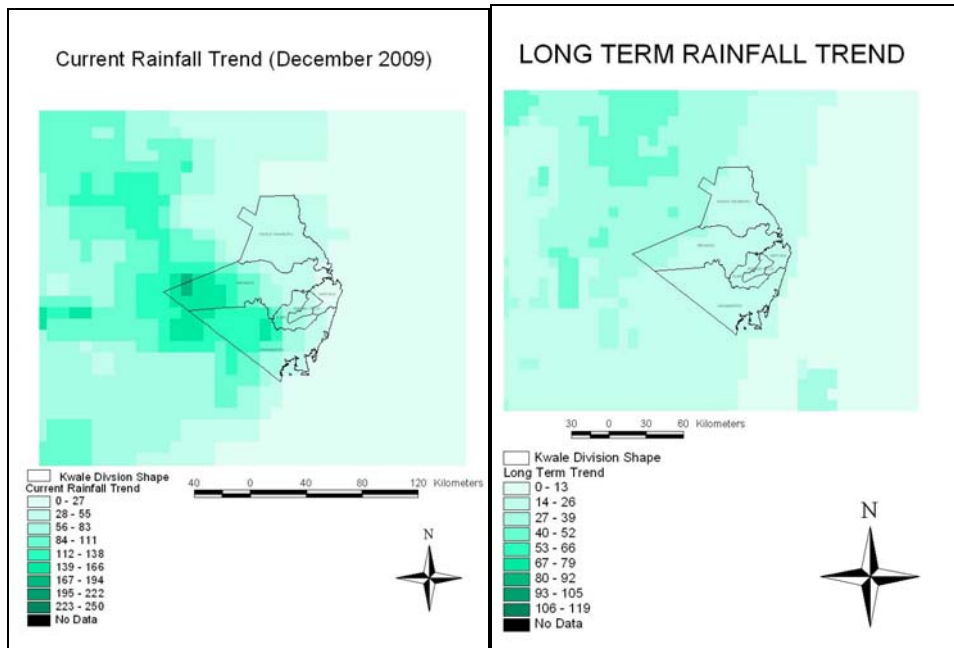 Current Rainfall Trend (December 2009)
Kwale Divsion Shape
Current Rainfall Trend
0 - 27
28 - 55
56 - 83
84 - 111
112 - 138
139 - 166
167 - 194
195 - 222
223 - 250
No Data
40 0 40 80 120 Kilometers
N
LONG TERM RAINFALL TREND
30 0 30 60 Kilometers
Kwale Division Shape
Long Term Trend
0 - 13
14 - 26
27 - 39
40 - 52
53 - 66
67 - 79
80 - 92
93 - 105
106 - 119
No Data
N